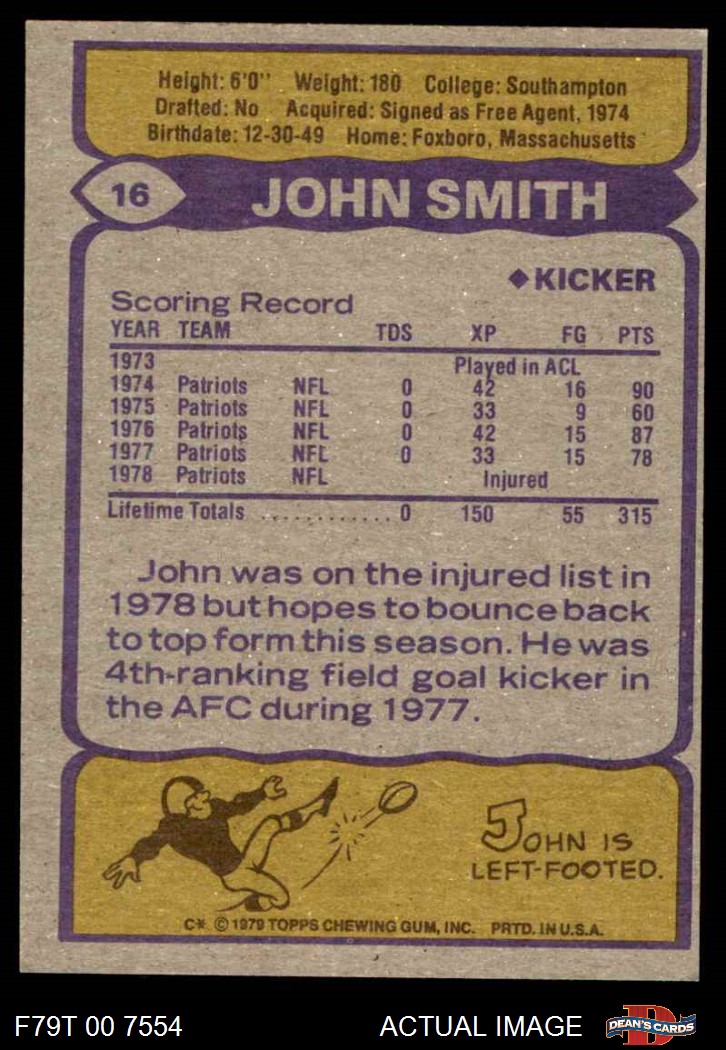 Height: 6'0'' Weight: 180 College: Southampton
Drafted: No Acquired: Signed as Free Agent, 1974
Birthdate: 12-30-49 Home: Foxboro, Massachusetts
16 JOHN SMITH
◆KICKER
Scoring Record
YEAR TEAM TDS XP FG PTS
1973 Played in ACL
1974 Patriots NFL 0 42 16 90
1975 Patriots NFL 0 33 9 60
1976 Patriots NFL 0 42 15 87
1977 Patriots NFL 0 33 15 78
1978 Patriots NFL Injured
Lifetime Totals ............ 0 150 55 315
John was on the injured list in
1978 but hopes to bounce back
to top form this season. He was
4th-ranking field goal kicker in
the AFC during 1977.
JOHN IS
LEFT-FOOTED.
C* © 1979 TOPPS CHEWING GUM, INC. PRTD. IN U.S.A.
F79T 00 7554 ACTUAL IMAGE D DEAN'S CARDS